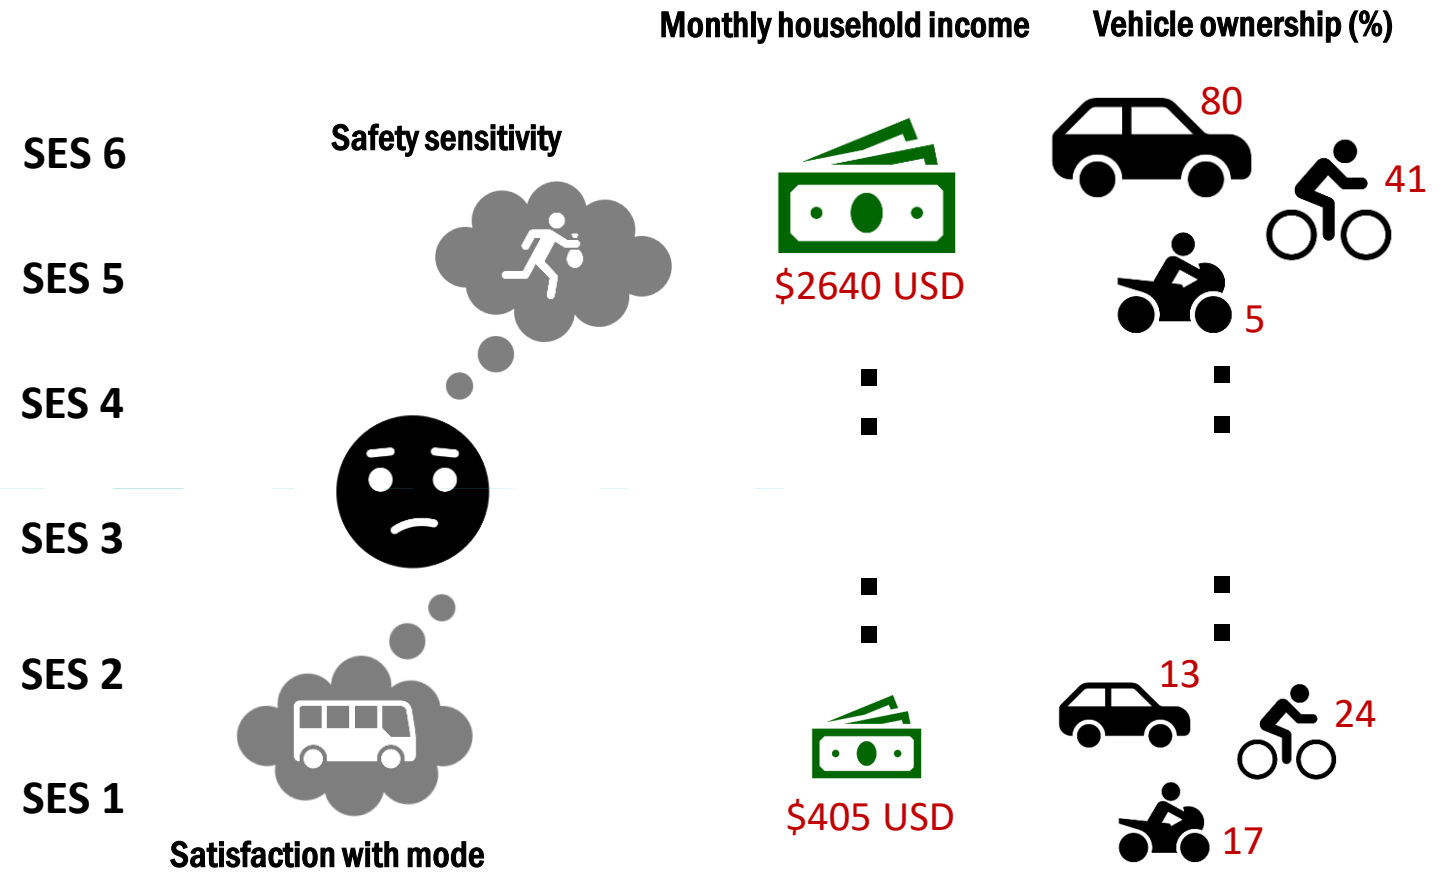 Monthly household income
Vehicle ownership (%)
SES 6
Safety sensitivity
80
41
SES 5
$2640 USD
5
SES 4
SES 3
SES 2
13
24
SES 1
$405 USD
17
Satisfaction with mode